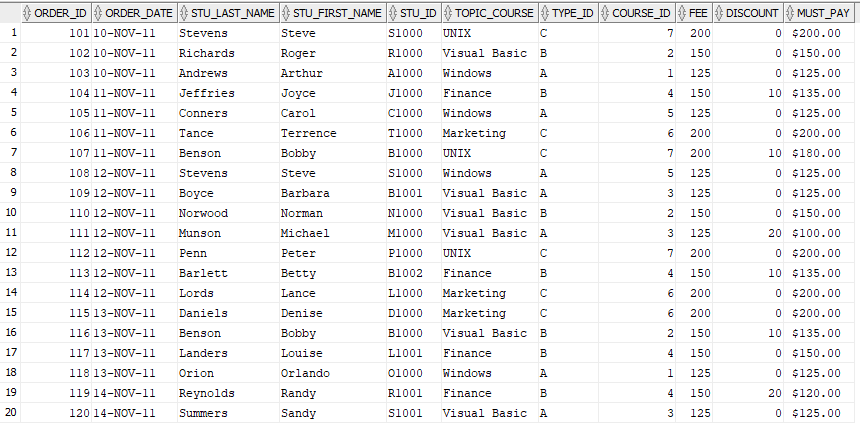 ORDER_ID ORDER_DATE STU_LAST_NAME STU_FIRST_NAME STU_ID TOPIC_COURSE TYPE_ID COURSE_ID FEE DISCOUNT MUST_PAY
1 101 10-NOV-11 Stevens Steve S1000 UNIX C 7 200 0 $200.00
2 102 10-NOV-11 Richards Roger R1000 Visual Basic B 2 150 0 $150.00
3 103 10-NOV-11 Andrews Arthur A1000 Windows A 1 125 0 $125.00
4 104 11-NOV-11 Jeffries Joyce J1000 Finance B 4 150 10 $135.00
5 105 11-NOV-11 Conners Carol C1000 Windows A 5 125 0 $125.00
6 106 11-NOV-11 Tance Terrence T1000 Marketing C 6 200 0 $200.00
7 107 11-NOV-11 Benson Bobby B1000 UNIX C 7 200 10 $180.00
8 108 12-NOV-11 Stevens Steve S1000 Windows A 5 125 0 $125.00
9 109 12-NOV-11 Boyce Barbara B1001 Visual Basic A 3 125 0 $125.00
10 110 12-NOV-11 Norwood Norman N1000 Visual Basic B 2 150 0 $150.00
11 111 12-NOV-11 Munson Michael M1000 Visual Basic A 3 125 20 $100.00
12 112 12-NOV-11 Penn Peter P1000 UNIX C 7 200 0 $200.00
13 113 12-NOV-11 Barlett Betty B1002 Finance B 4 150 10 $135.00
14 114 12-NOV-11 Lords Lance L1000 Marketing C 6 200 0 $200.00
15 115 13-NOV-11 Daniels Denise D1000 Marketing C 6 200 0 $200.00
16 116 13-NOV-11 Benson Bobby B1000 Visual Basic B 2 150 10 $135.00
17 117 13-NOV-11 Landers Louise L1001 Finance B 4 150 0 $150.00
18 118 13-NOV-11 Orion Orlando O1000 Windows A 1 125 0 $125.00
19 119 14-NOV-11 Reynolds Randy R1001 Finance B 4 150 20 $120.00
20 120 14-NOV-11 Summers Sandy S1001 Visual Basic A 3 125 0 $125.00